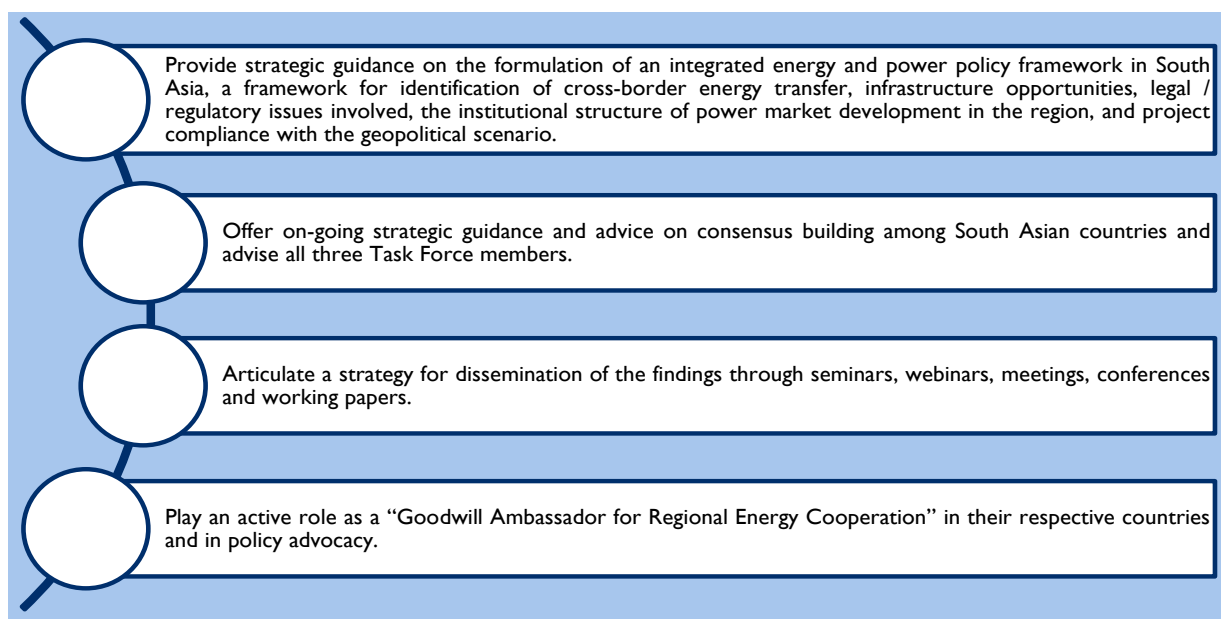 Provide strategic guidance on the formulation of an integrated energy and power policy framework in South
Asia, a framework for identification of cross-border energy transfer, infrastructure opportunities, legal /
regulatory issues involved, the institutional structure of power market development in the region, and project
compliance with the geopolitical scenario.
Offer on-going strategic guidance and advice on consensus building among South Asian countries and
advise all three Task Force members.
Articulate a strategy for dissemination of the findings through seminars, webinars, meetings, conferences
and working papers.
Play an active role as a “Goodwill Ambassador for Regional Energy Cooperation” in their respective countries
and in policy advocacy.